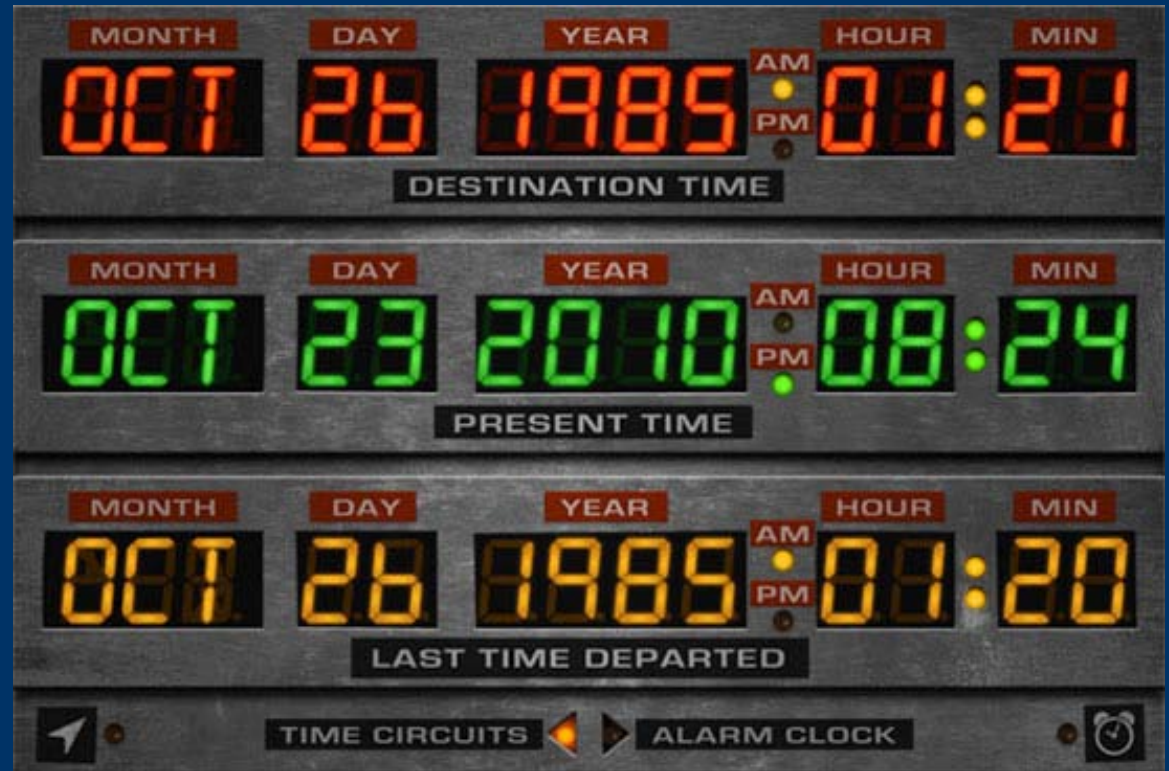 MONTH DAY YEAR AM HOUR MIN
OCT 26 1985 PM 01:21
DESTINATION TIME
MONTH DAY YEAR AM HOUR MIN
OCT 23 2010 PM 08:24
PRESENT TIME
MONTH DAY YEAR AM HOUR MIN
OCT 26 1985 PM 01:20
LAST TIME DEPARTED
TIME CIRCUITS ALARM CLOCK